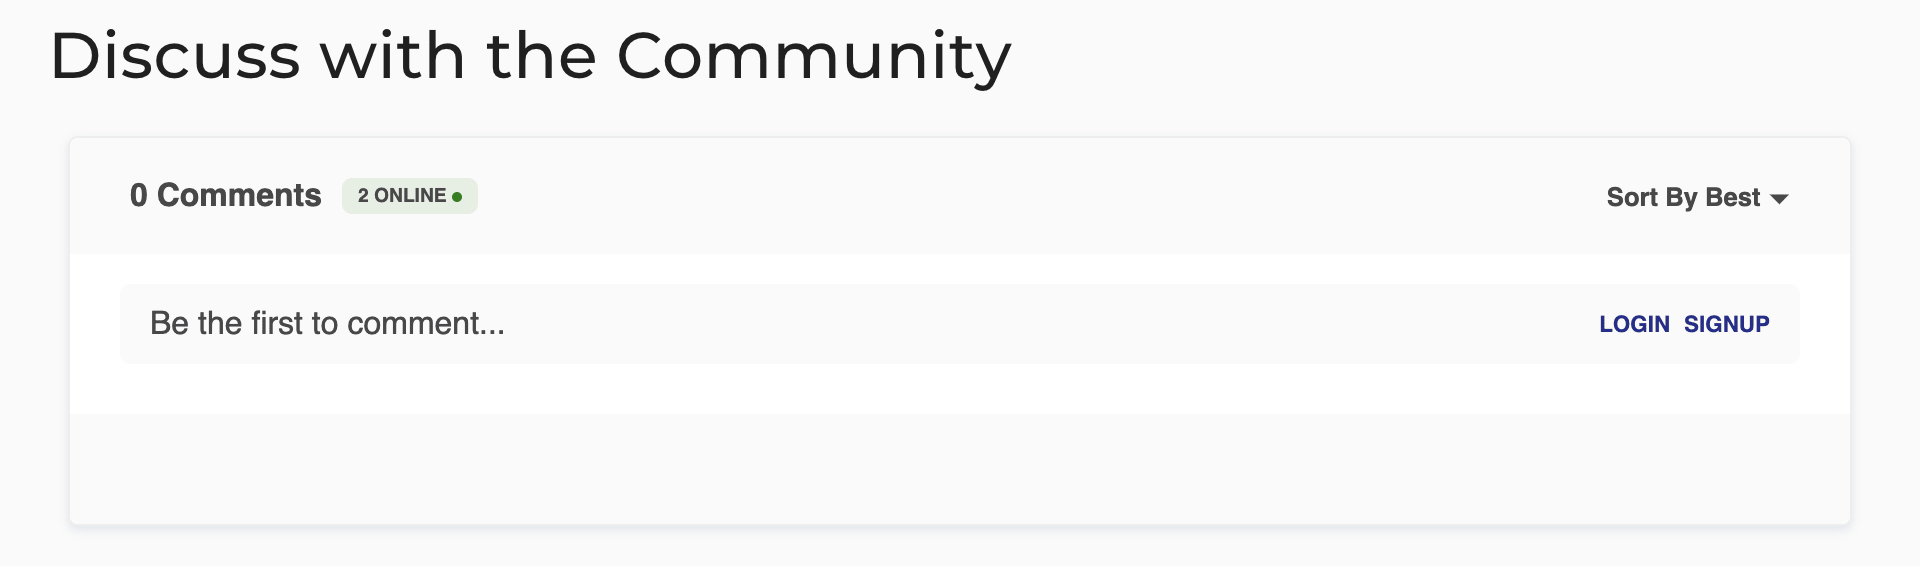 Discuss with the Community
0 Comments 2 ONLINE Sort By Best
Be the first to comment... LOGIN SIGNUP